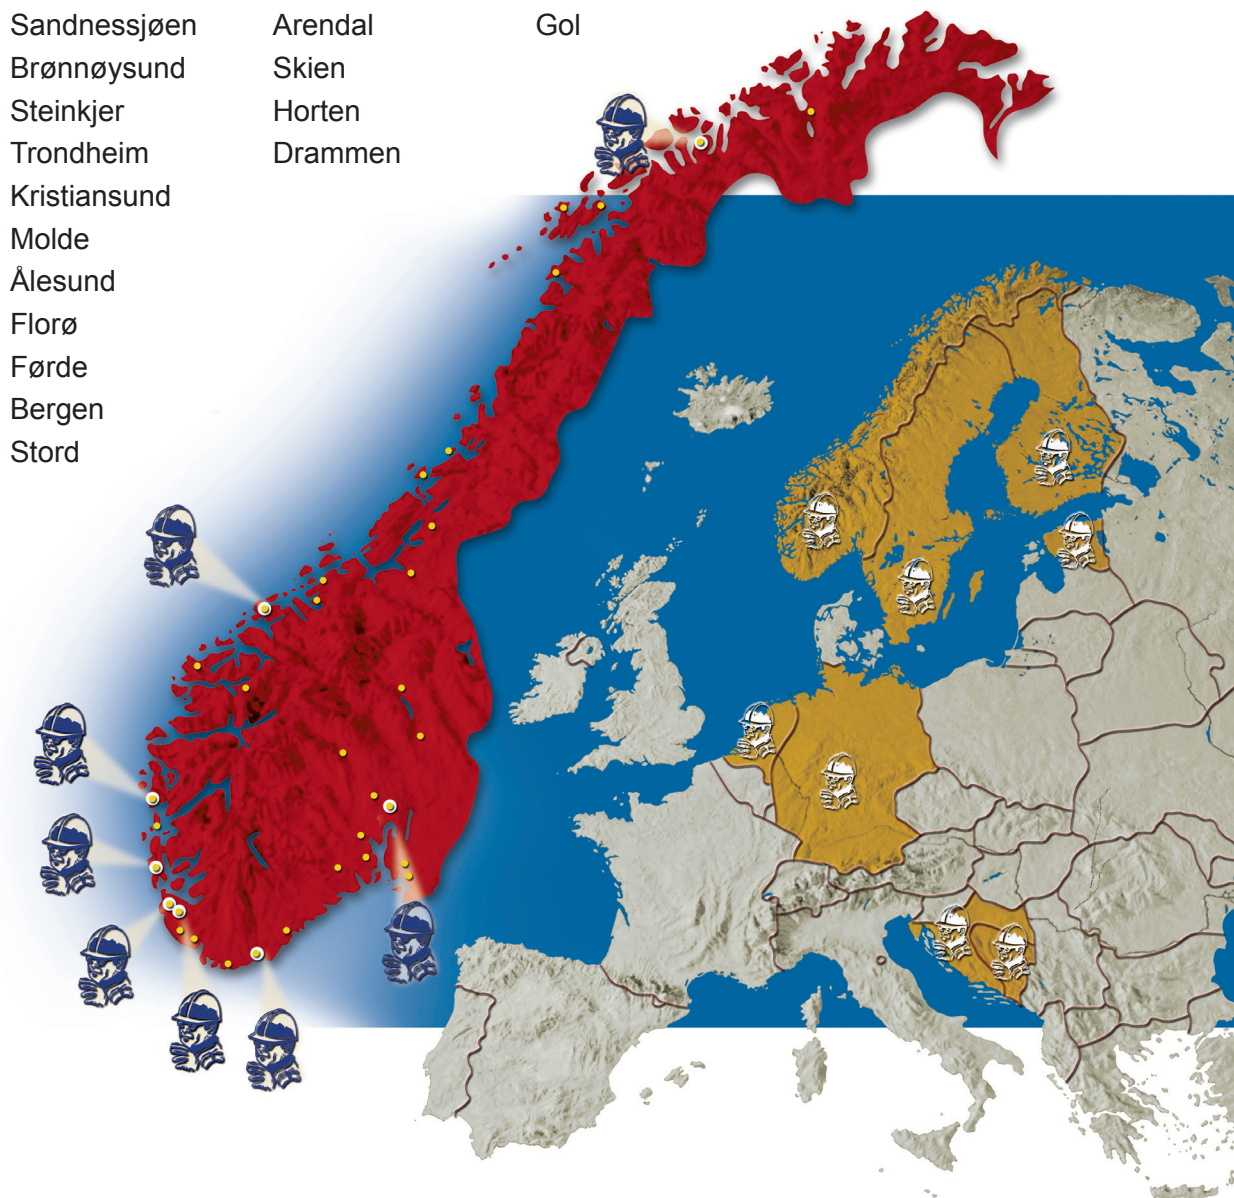 Sandnessjøen
Brønnøysund
Steinkjer
Trondheim
Kristiansund
Molde
Ålesund
Florø
Førde
Bergen
Stord
Arendal
Skien
Horten
Drammen
Gol